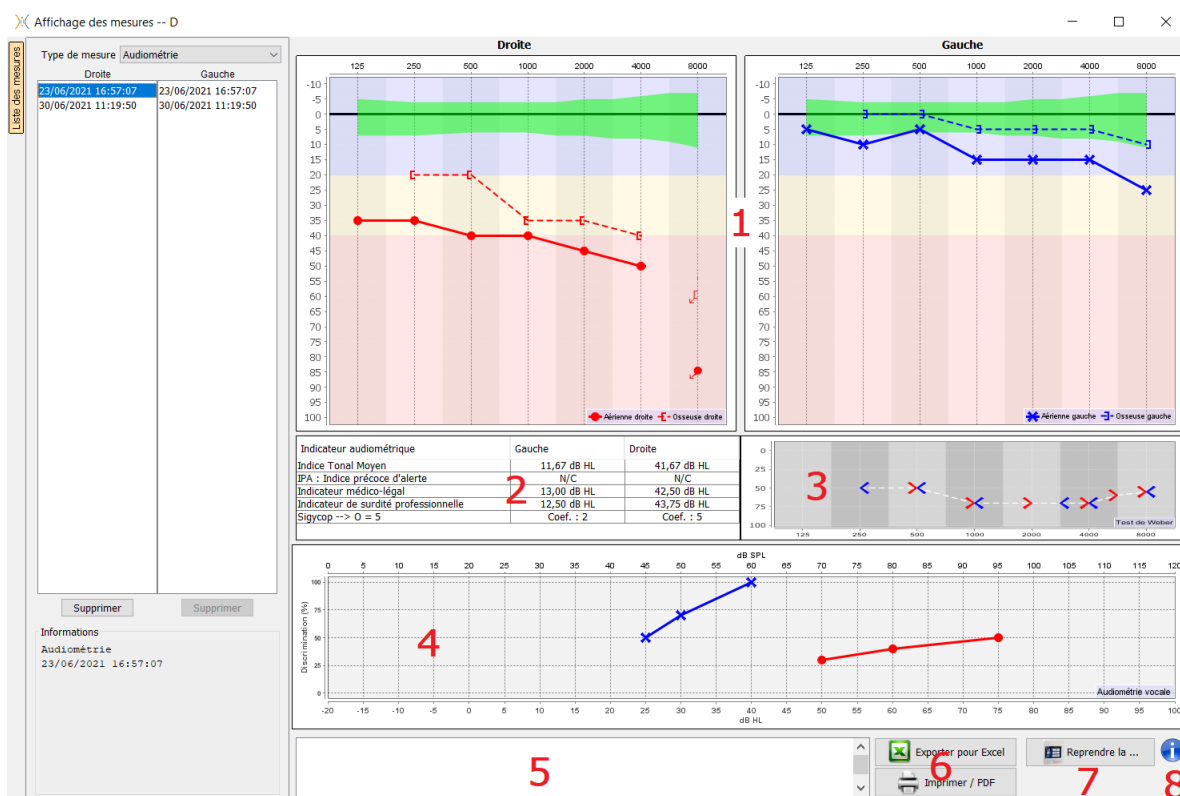 Affichage des mesures -- D
Liste des mesures
Type de mesure Audiométrie
Droite Gauche
23/06/2021 16:57:07 23/06/2021 16:57:07
30/06/2021 11:19:50 30/06/2021 11:19:50
Supprimer Supprimer
Informations
Audiométrie
23/06/2021 16:57:07
Droite
125 250 500 1000 2000 4000 8000
-10
-5
0
5
10
15
20
25
30
35
40
45
50
55
60
65
70
75
80
85
90
95
100
Aérienne droite Osseuse droite
1
Gauche
125 250 500 1000 2000 4000 8000
-10
-5
0
5
10
15
20
25
30
35
40
45
50
55
60
65
70
75
80
85
90
95
100
Aérienne gauche Osseuse gauche
Indicateur audiométrique Gauche Droite
Indice Tonal Moyen 11,67 dB HL 41,67 dB HL
IPA : Indice précoce d'alerte N/C N/C
Indicateur médico-légal 13,00 dB HL 42,50 dB HL
Indicateur de surdité professionnelle 12,50 dB HL 43,75 dB HL
Sigycop --> O = 5 Coef. : 2 Coef. : 5
2
0
25
50
75
100
3
Test de Weber
125 250 500 1000 2000 4000 8000
dB SPL
0 5 10 15 20 25 30 35 40 45 50 55 60 65 70 75 80 85 90 95 100 105 110 115 120
Discrimination (%)
100
75
50
25
0
4
Audiométrie vocale
-20 -15 -10 -5 0 5 10 15 20 25 30 35 40 45 50 55 60 65 70 75 80 85 90 95 100
dB HL
5
Exporter pour Excel
6
Imprimer / PDF
Reprendre la ...
7
8